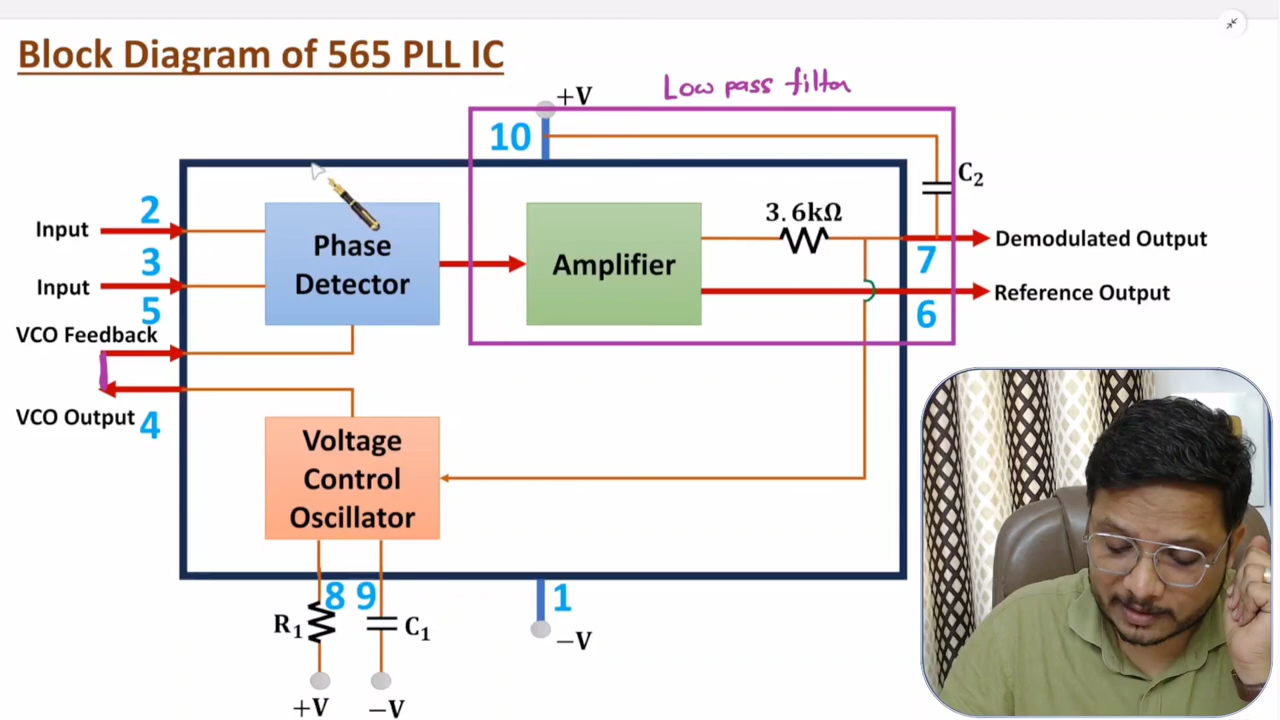 Block Diagram of 565 PLL IC
Low pass filter
+V
10
C₂
2
Input
3
Input
5
VCO Feedback
VCO Output
4
Phase
Detector
Amplifier
3.6kΩ
7
Demodulated Output
6
Reference Output
Voltage
Control
Oscillator
8
9
R₁
C₁
+V
−V
1
−V